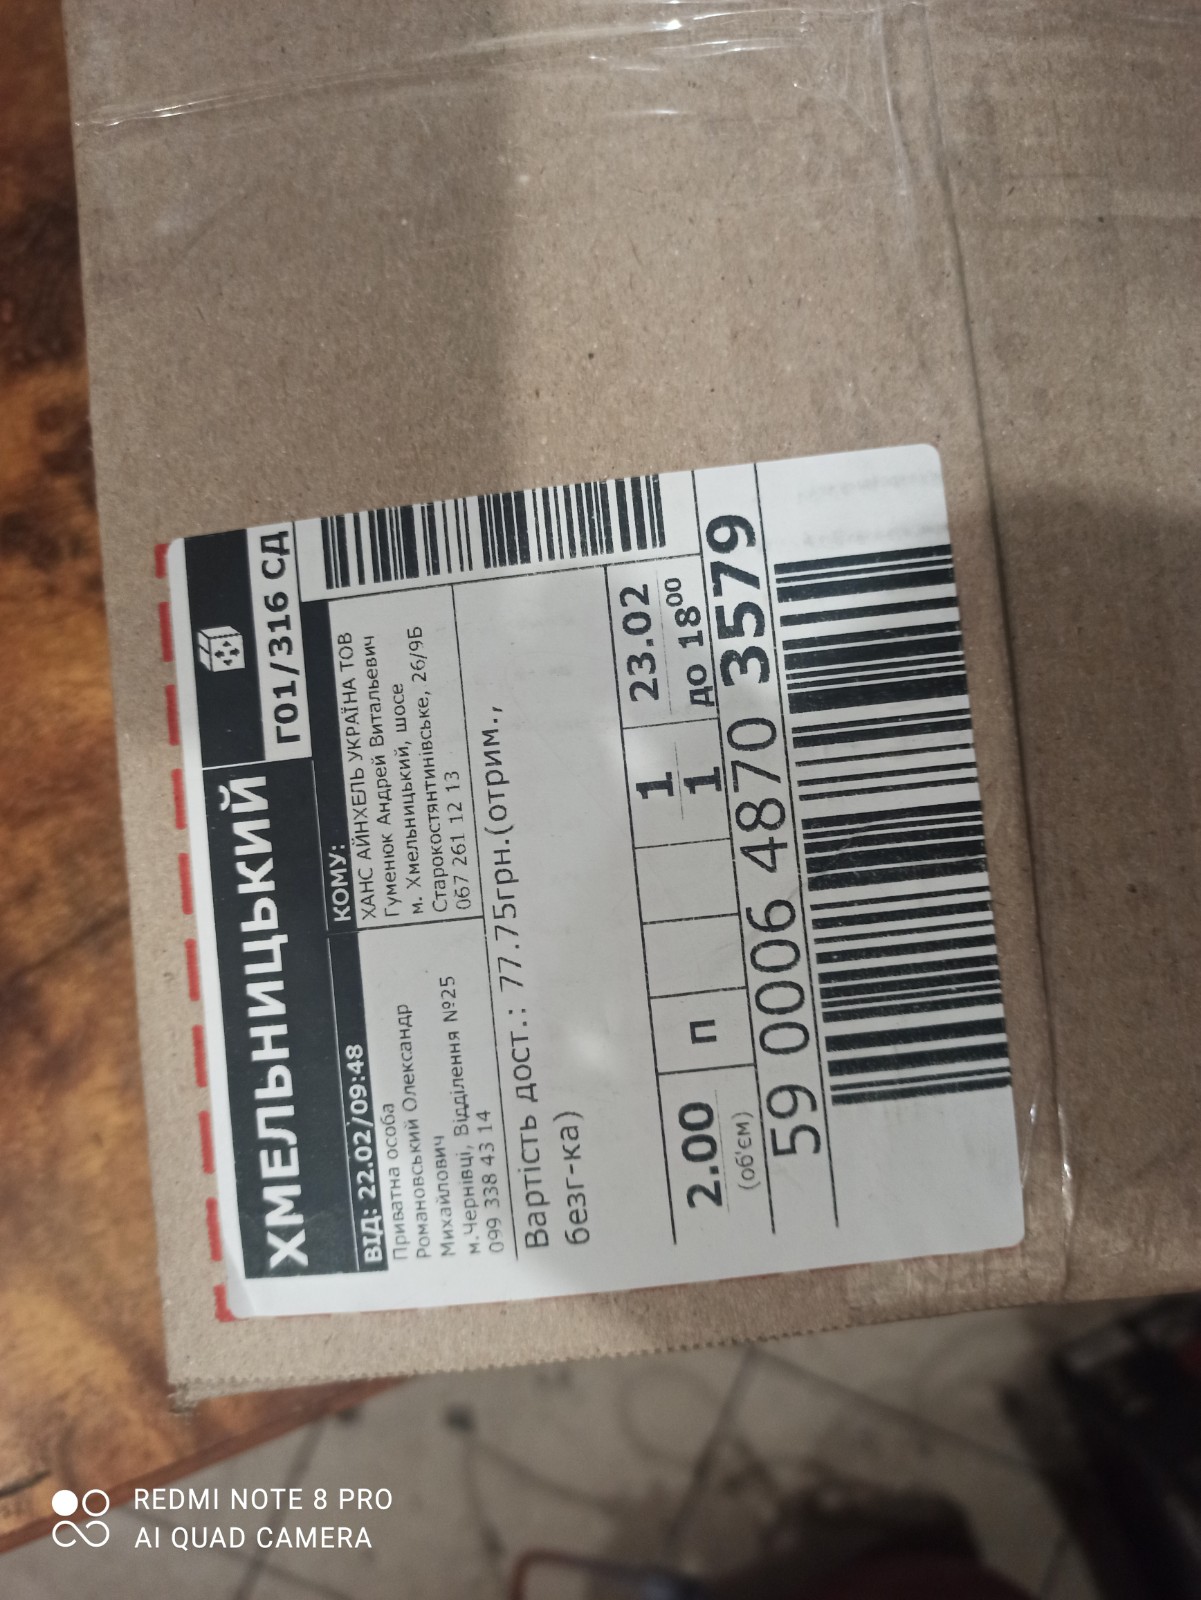 ХМЕЛЬНИЦЬКИЙ
Г01/316 СД
ВІД: 22.02/09:48
Приватна особа
Романовський Олександр
Михайлович
м.Чернівці, Відділення №25
099 338 43 14
КОМУ:
ХАНС АЙНХЕЛЬ УКРАЇНА ТОВ
Гуменюк Андрей Витальевич
м. Хмельницький, шосе
Старокостянтинівське, 26/9Б
067 261 12 13
Вартість дост.: 77.75грн.(отрим.,
безг-ка)
2.00
(об'єм)
П
1
1
23.02
до 18⁰⁰
59 0006 4870 3579
REDMI NOTE 8 PRO
AI QUAD CAMERA